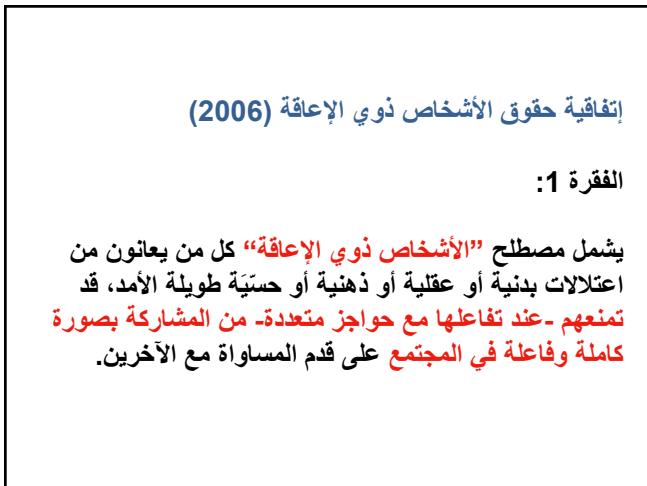 إتفاقية حقوق الأشخاص ذوي الإعاقة (2006)
الفقرة 1:
يشمل مصطلح ”الأشخاص ذوي الإعاقة“ كل من يعانون من
اعتلالات بدنية أو عقلية أو ذهنية أو حسّيَة طويلة الأمد، قد
تمنعهم -عند تفاعلها مع حواجز متعددة- من المشاركة بصورة
كاملة وفاعلة في المجتمع على قدم المساواة مع الآخرين.